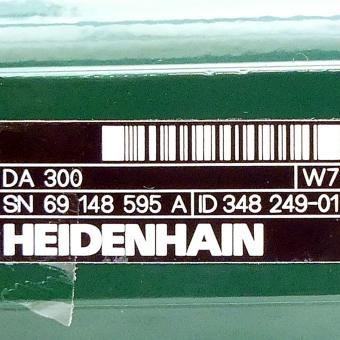 DA 300 W7
SN 69 148 595 A ID 348 249-01
HEIDENHAIN